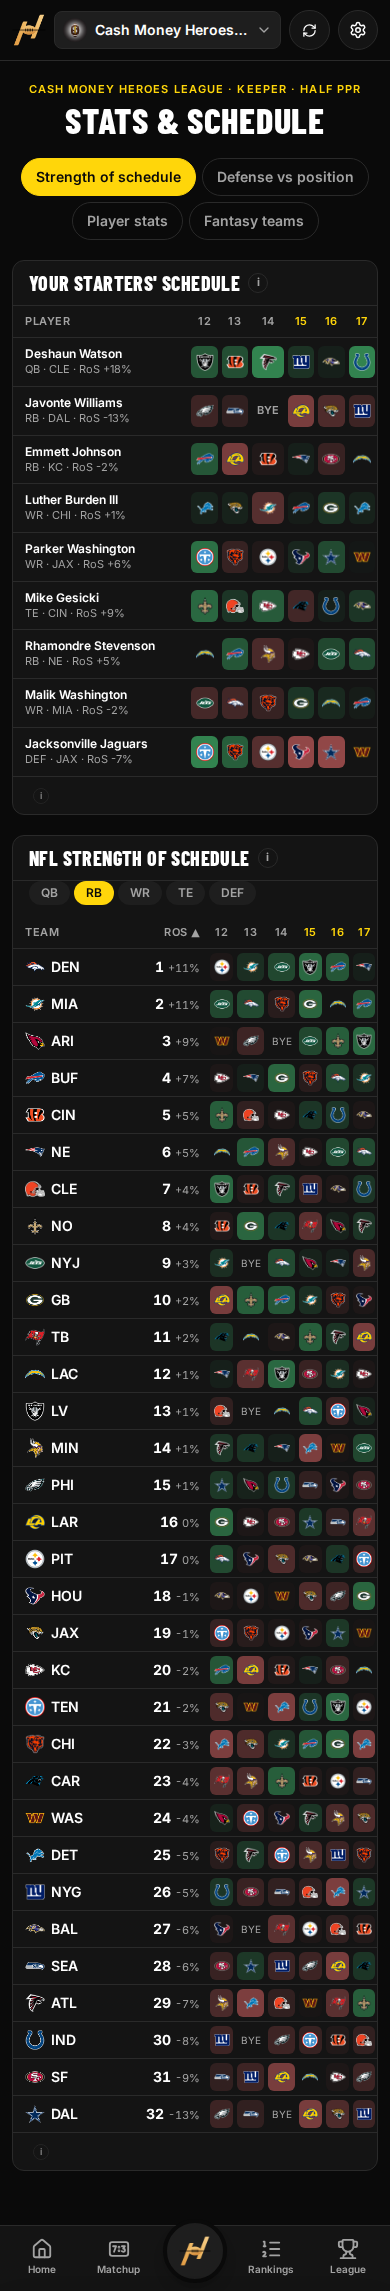 Cash Money Heroes...
CASH MONEY HEROES LEAGUE · KEEPER · HALF PPR
STATS & SCHEDULE
Strength of schedule
Defense vs position
Player stats
Fantasy teams
YOUR STARTERS' SCHEDULE i
PLAYER 12 13 14 15 16 17
Deshaun Watson
QB · CLE · RoS +18%
Javonte Williams
RB · DAL · RoS -13%
BYE
Emmett Johnson
RB · KC · RoS -2%
Luther Burden III
WR · CHI · RoS +1%
Parker Washington
WR · JAX · RoS +6%
Mike Gesicki
TE · CIN · RoS +9%
Rhamondre Stevenson
RB · NE · RoS +5%
Malik Washington
WR · MIA · RoS -2%
Jacksonville Jaguars
DEF · JAX · RoS -7%
i
NFL STRENGTH OF SCHEDULE i
QB RB WR TE DEF
TEAM ROS ▲ 12 13 14 15 16 17
DEN 1 +11%
MIA 2 +11%
ARI 3 +9% BYE
BUF 4 +7%
CIN 5 +5%
NE 6 +5%
CLE 7 +4%
NO 8 +4%
NYJ 9 +3% BYE
GB 10 +2%
TB 11 +2%
LAC 12 +1%
LV 13 +1% BYE
MIN 14 +1%
PHI 15 +1%
LAR 16 0%
PIT 17 0%
HOU 18 -1%
JAX 19 -1%
KC 20 -2%
TEN 21 -2%
CHI 22 -3%
CAR 23 -4%
WAS 24 -4%
DET 25 -5%
NYG 26 -5%
BAL 27 -6% BYE
SEA 28 -6%
ATL 29 -7%
IND 30 -8% BYE
SF 31 -9%
DAL 32 -13% BYE
i
Home
Matchup
Rankings
League